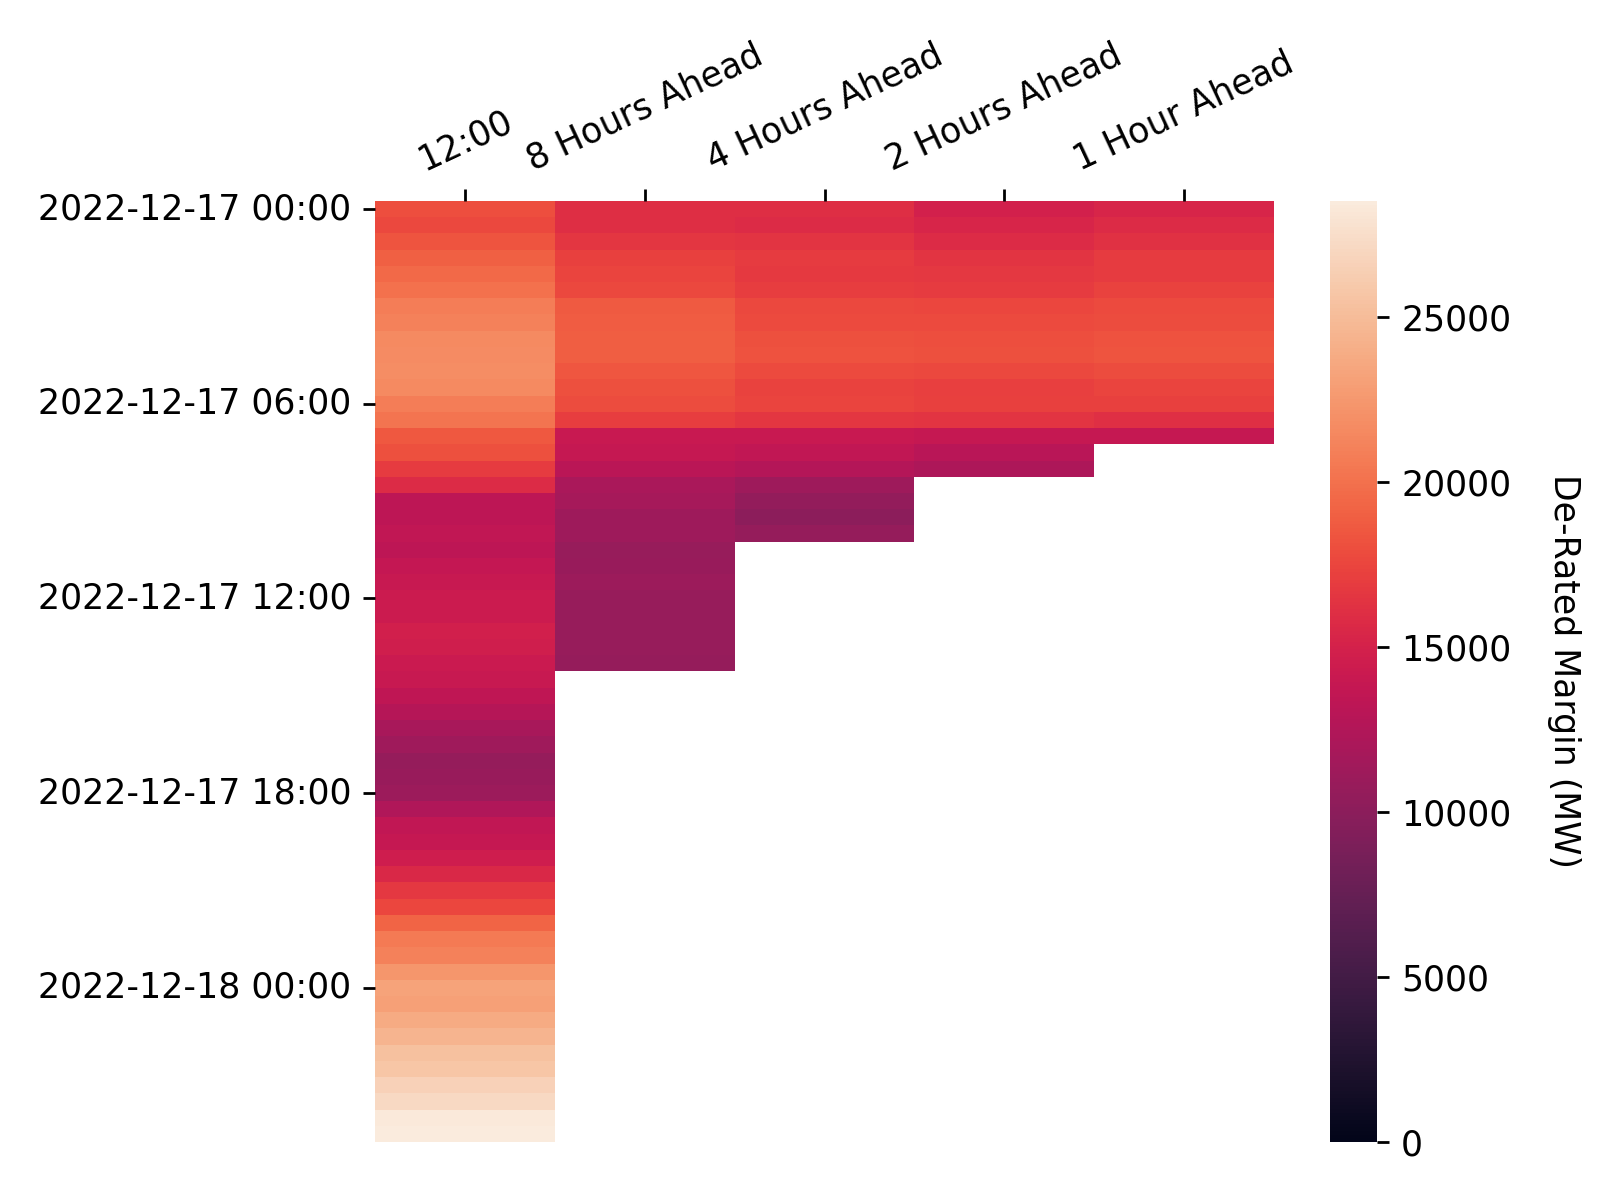 12:00
8 Hours Ahead
4 Hours Ahead
2 Hours Ahead
1 Hour Ahead
2022-12-17 00:00
2022-12-17 06:00
2022-12-17 12:00
2022-12-17 18:00
2022-12-18 00:00
25000
20000
15000
10000
5000
0
De-Rated Margin (MW)